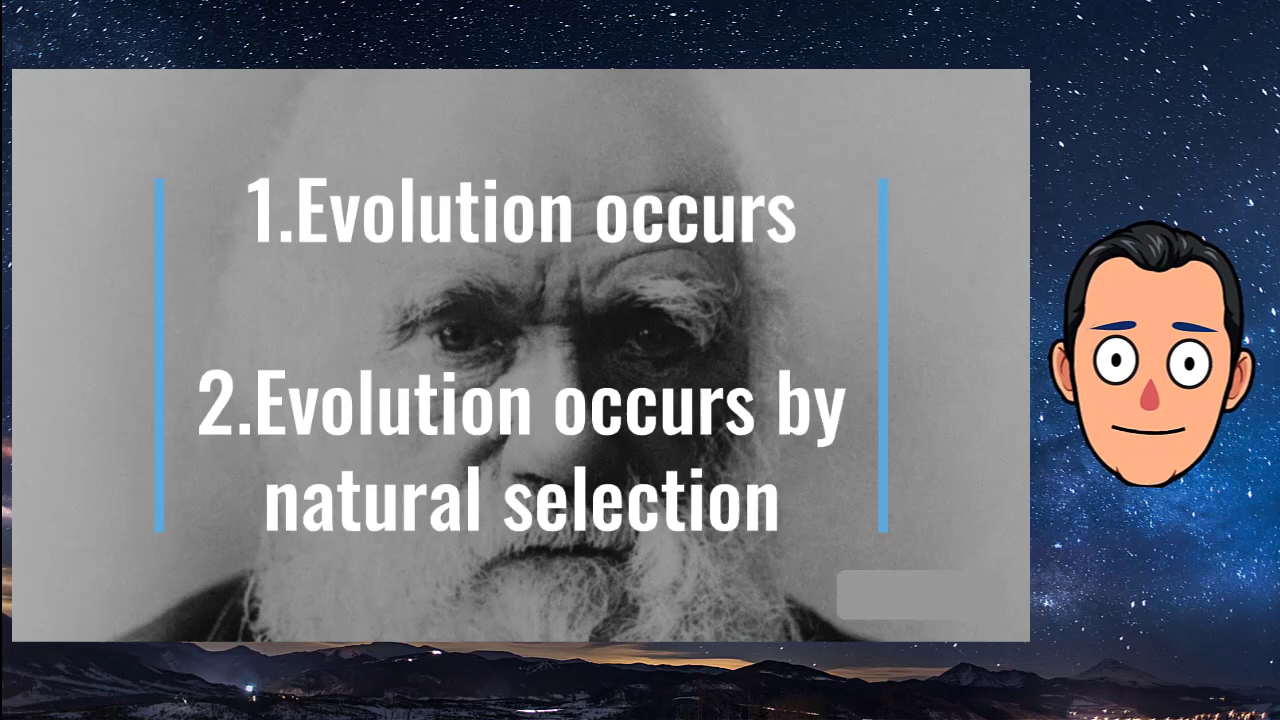 1.Evolution occurs
2.Evolution occurs by
natural selection